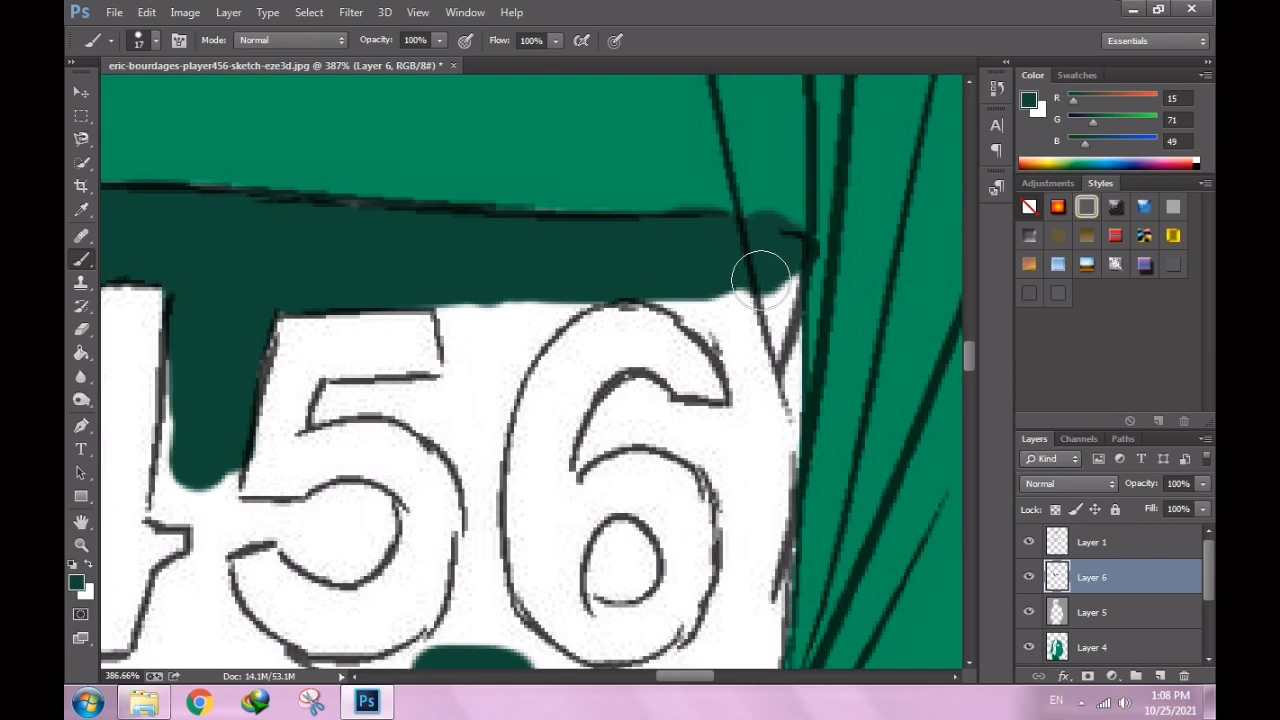 Ps File Edit Image Layer Type Select Filter 3D View Window Help
17 Mode: Normal Opacity: 100% Flow: 100% Essentials
eric-bourdages-player456-sketch-eze3d.jpg @ 387% (Layer 6, RGB/8#) * ×
Color Swatches
R 15
G 71
B 49
Adjustments Styles
456
Layers Channels Paths
Kind
Normal Opacity: 100%
Lock: Fill: 100%
Layer 1
Layer 6
Layer 5
Layer 4
386.66% Doc: 14.1M/53.1M
Ps EN 1:08 PM
10/25/2021